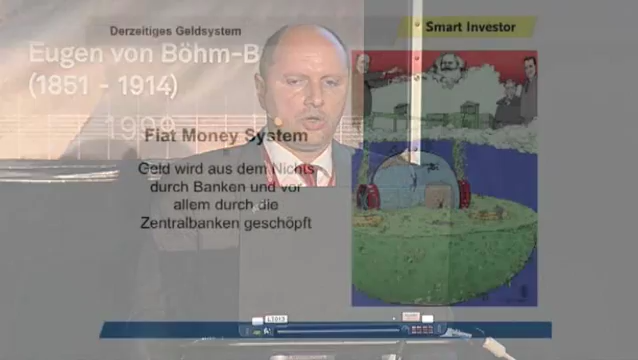 Derzeitiges Geldsystem
Smart Investor
Eugen von Böhm-B
(1851 - 1914)
Fiat Money System
Geld wird aus dem Nichts
durch Banken und vor
allem durch die
Zentralbanken geschöpft